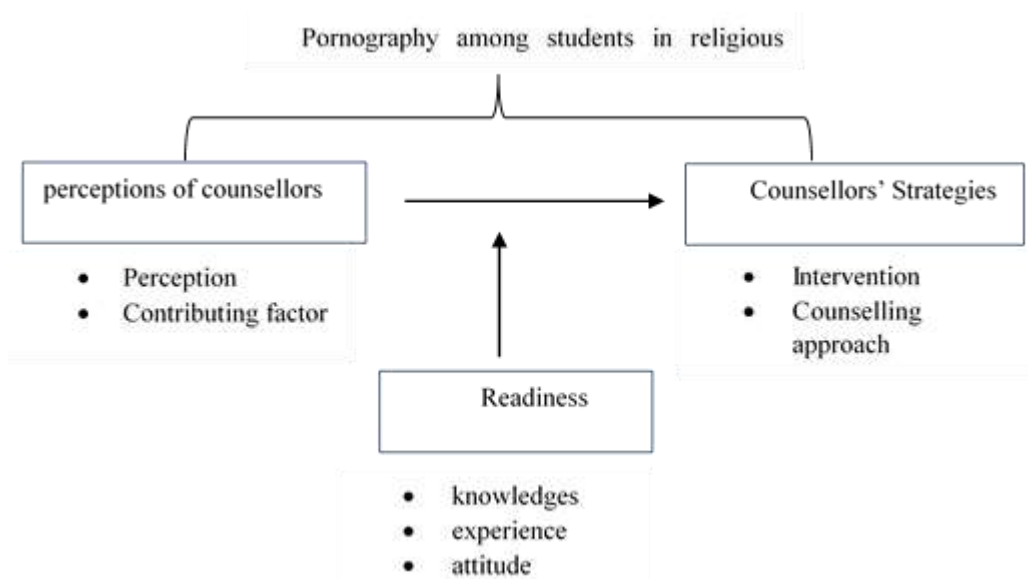 Pornography among students in religious
perceptions of counsellors
Counsellors’ Strategies
• Perception
• Contributing factor
• Intervention
• Counselling
approach
Readiness
• knowledges
• experience
• attitude